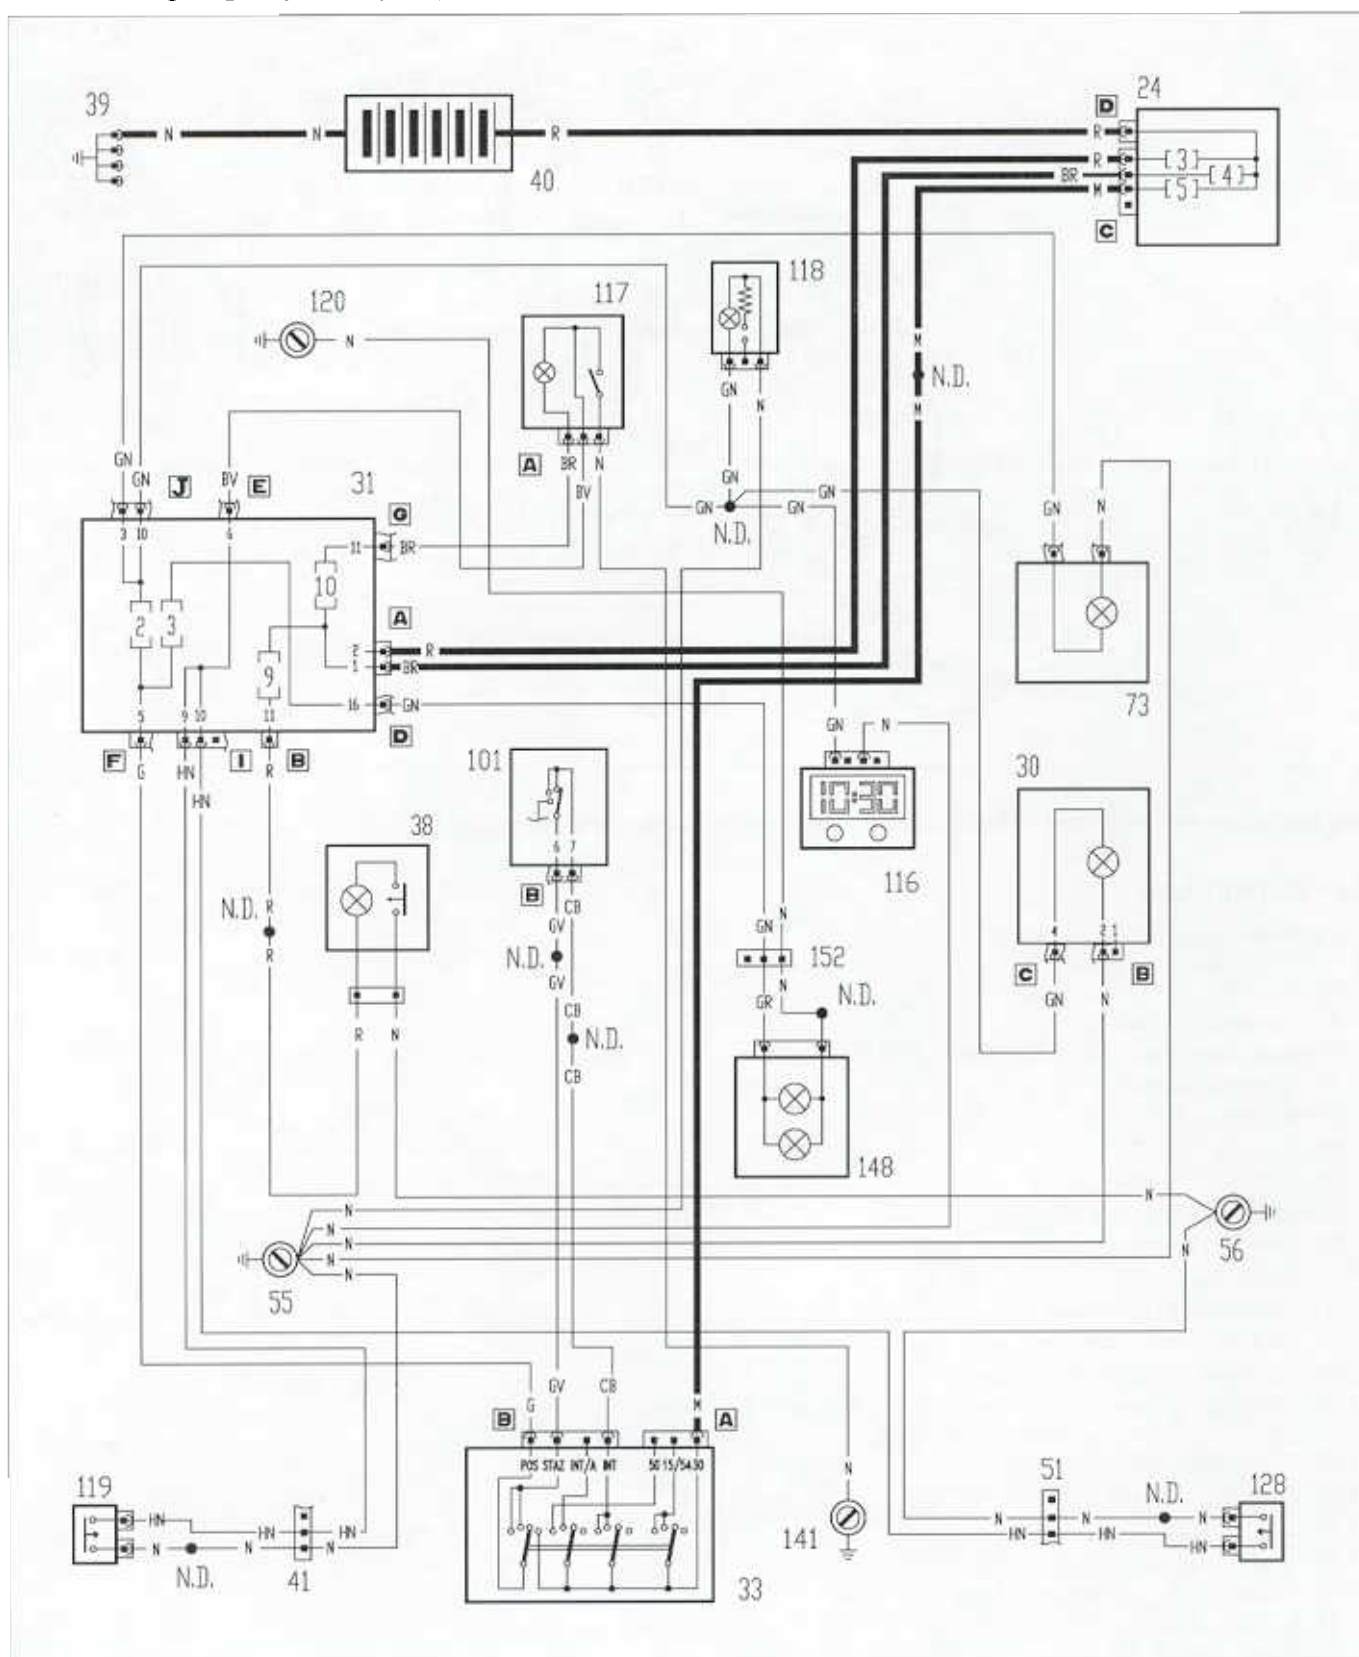 39
N N R
40
24
D
R
R [3]
BR [4]
M [5]
C
120
N
117
118
M
N.D.
M
GN
N
A BR N
BV
GN
GN GN GN
N.D.
GN N
GN
GN
J
BV
E
31
G
3 10 6
11 BR
10
A
2 3
2 R
1 BR
9
16 GN
D
5 9 10 11
F G HN I B R
HN
73
101
GN N
10:30
116
30
38
6 7
B CB
GV
N.D.
GV
CB
N.D.
CB
N.D. R
R
N
GN
152
GR N N.D.
4 2 1
C B
GN N
R N
148
N
N
N
N
N
N
55
N
56
N
GV CB
G
B A
M
POS STAZ INT/A INT 50 15/54 30
33
N
141
119
HN HN HN
N N N
N.D.
41
51
N N N
HN HN HN
N.D.
128